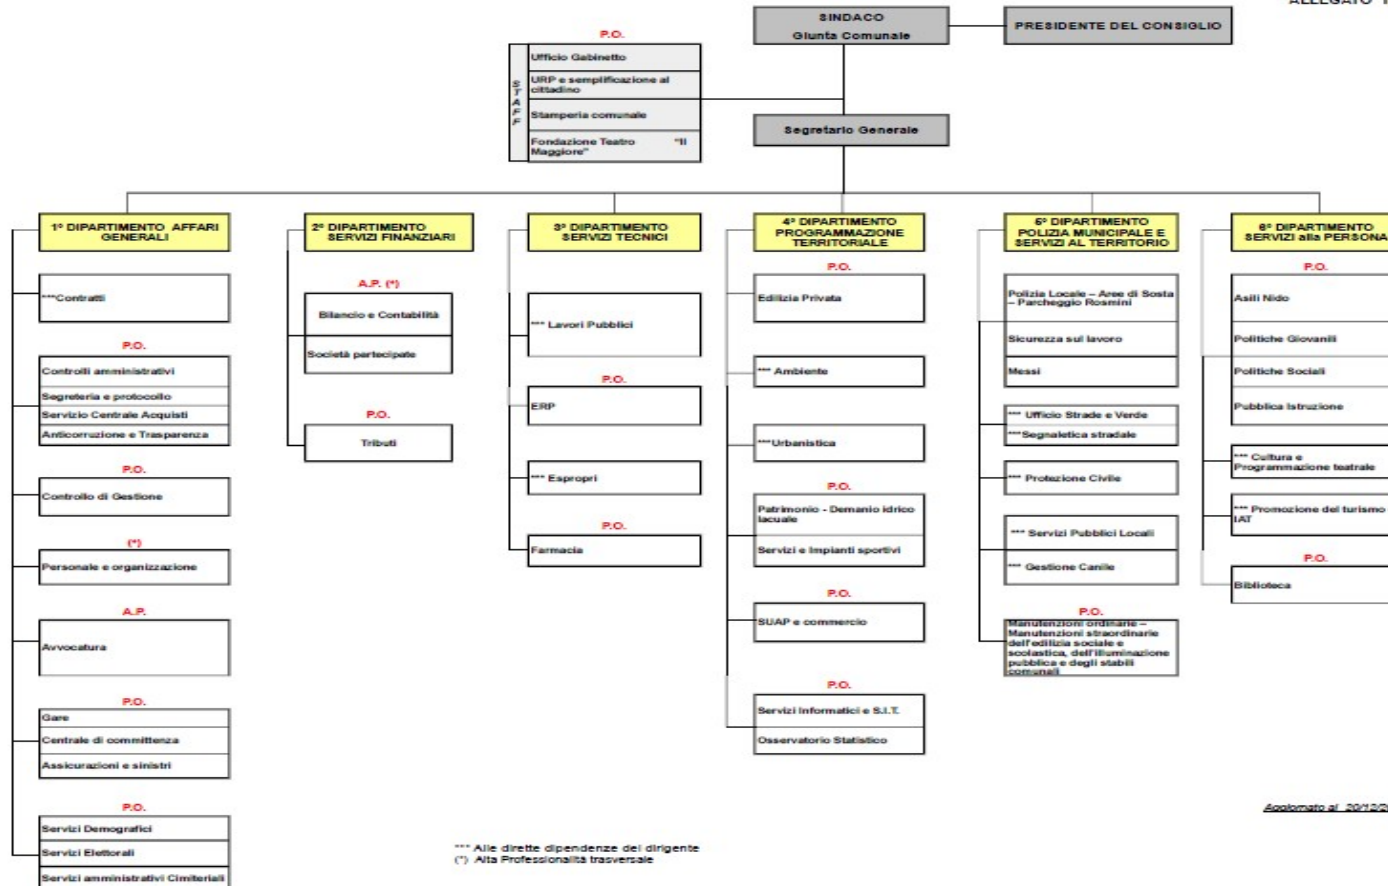 ALLEGATO
SINDACO
Giunta Comunale
PRESIDENTE DEL CONSIGLIO
P.O.
STAFF
Ufficio Gabinetto
URP e semplificazione al
cittadino
Stamperia comunale
Fondazione Teatro "Il
Maggiore"
Segretario Generale
1° DIPARTIMENTO AFFARI
GENERALI
***Contratti
P.O.
Controlli amministrativi
Segreteria e protocollo
Servizio Centrale Acquisti
Anticorruzione e Trasparenza
P.O.
Controllo di Gestione
(*)
Personale e organizzazione
A.P.
Avvocatura
P.O.
Gare
Centrale di committenza
Assicurazioni e sinistri
P.O.
Servizi Demografici
Servizi Elettorali
Servizi amministrativi Cimiteriali
2° DIPARTIMENTO
SERVIZI FINANZIARI
A.P. (*)
Bilancio e Contabilità
Società partecipate
P.O.
Tributi
3° DIPARTIMENTO
SERVIZI TECNICI
*** Lavori Pubblici
P.O.
ERP
*** Espropri
P.O.
Farmacia
4° DIPARTIMENTO
PROGRAMMAZIONE
TERRITORIALE
P.O.
Edilizia Privata
*** Ambiente
***Urbanistica
P.O.
Patrimonio - Demanio idrico
lacuale
Servizi e Impianti sportivi
P.O.
SUAP e commercio
P.O.
Servizi Informatici e S.I.T.
Osservatorio Statistico
5° DIPARTIMENTO
POLIZIA MUNICIPALE E
SERVIZI AL TERRITORIO
Polizia Locale – Aree di Sosta
– Parcheggio Rosmini
Sicurezza sul lavoro
Messi
*** Ufficio Strade e Verde
***Segnaletica stradale
*** Protezione Civile
*** Servizi Pubblici Locali
*** Gestione Canile
P.O.
Manutenzioni ordinarie –
Manutenzioni straordinarie
dell'edilizia sociale e
scolastica, dell'illuminazione
pubblica e degli stabili
comunali
6° DIPARTIMENTO
SERVIZI alla PERSONA
P.O.
Asili Nido
Politiche Giovanili
Politiche Sociali
Pubblica Istruzione
*** Cultura e
Programmazione teatrale
*** Promozione del turismo
IAT
P.O.
Biblioteca
Aggiornato al
*** Alle dirette dipendenze del dirigente
(*) Alta Professionalità trasversale